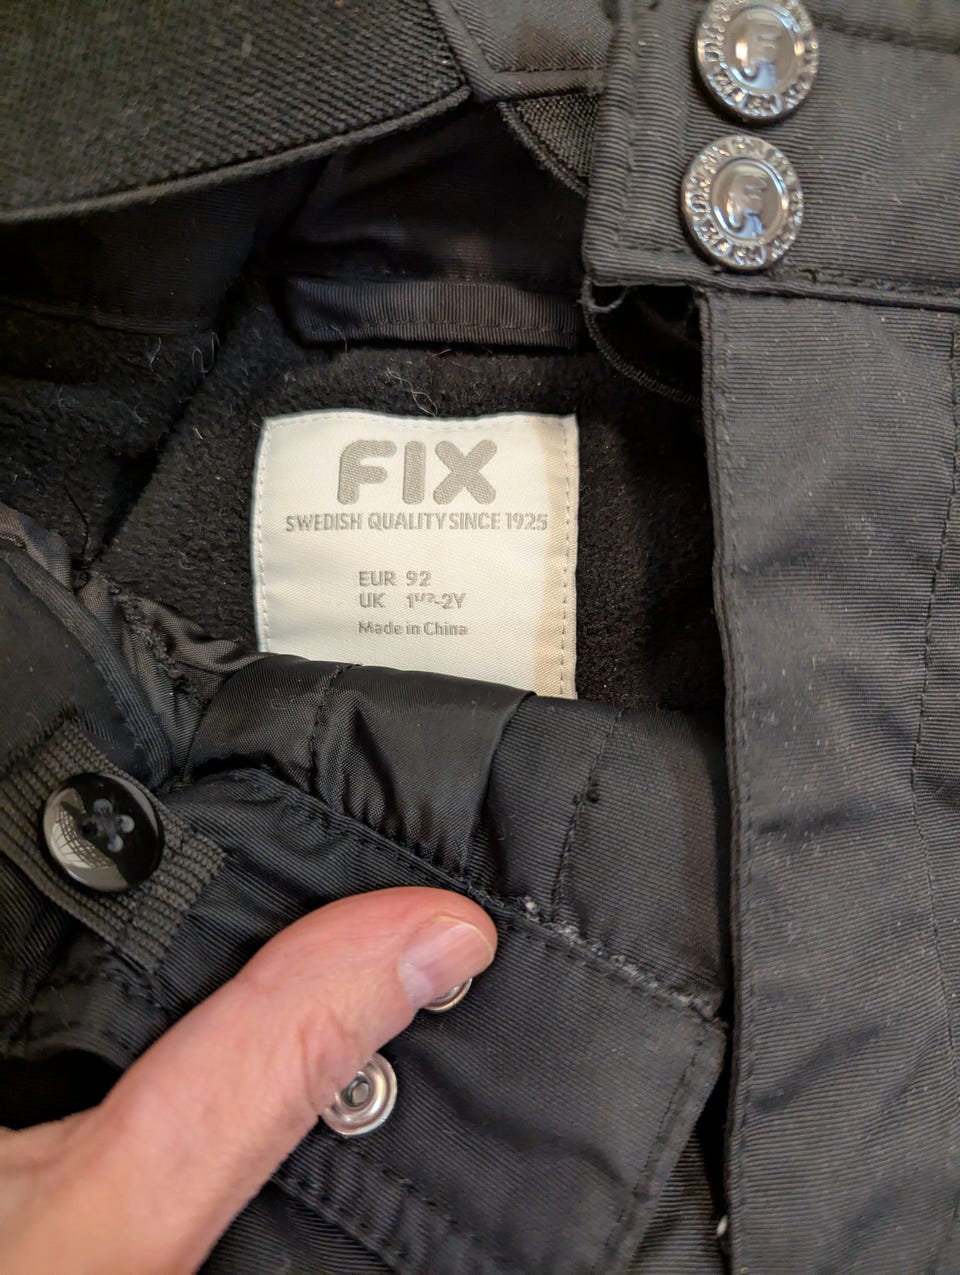 F
F
FIX
SWEDISH QUALITY SINCE 1925
EUR 92
UK 1¹/²-2Y
Made in China